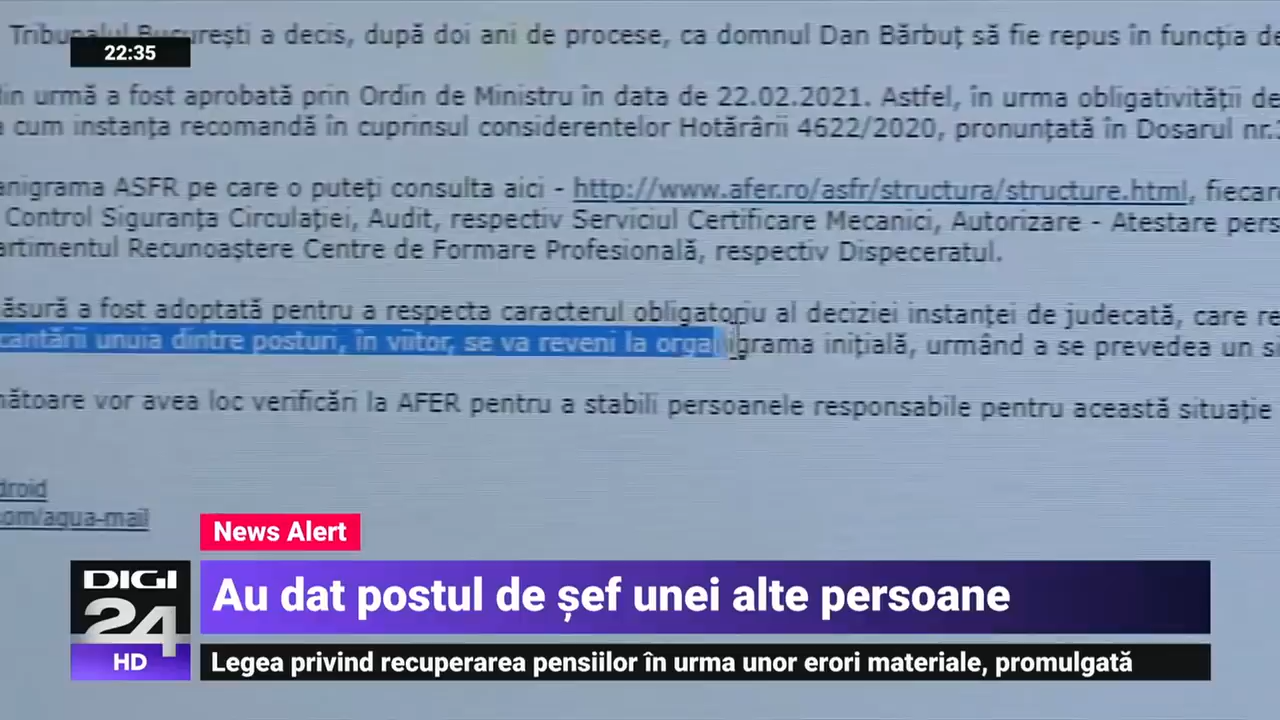 Tribunalul București a decis, după doi ani de procese, ca domnul Dan Bărbuț să fie repus în funcția de
22:35
din urmă a fost aprobată prin Ordin de Ministru în data de 22.02.2021. Astfel, în urma obligativității de
cum instanța recomandă în cuprinsul considerentelor Hotărârii 4622/2020, pronunțată în Dosarul nr.
anigrama ASFR pe care o puteți consulta aici - http://www.afer.ro/asfr/structura/structure.html, fiecar
Control Siguranța Circulației, Audit, respectiv Serviciul Certificare Mecanici, Autorizare - Atestare pers
artimentul Recunoaștere Centre de Formare Profesională, respectiv Dispeceratul.
ăsură a fost adoptată pentru a respecta caracterul obligatoriu al deciziei instanței de judecată, care re
cantării unuia dintre posturi, în viitor, se va reveni la organigrama inițială, urmând a se prevedea un si
nătoare vor avea loc verificări la AFER pentru a stabili persoanele responsabile pentru această situație
droid
om/aqua-mail
News Alert
DIGI
24
HD
Au dat postul de șef unei alte persoane
Legea privind recuperarea pensiilor în urma unor erori materiale, promulgată